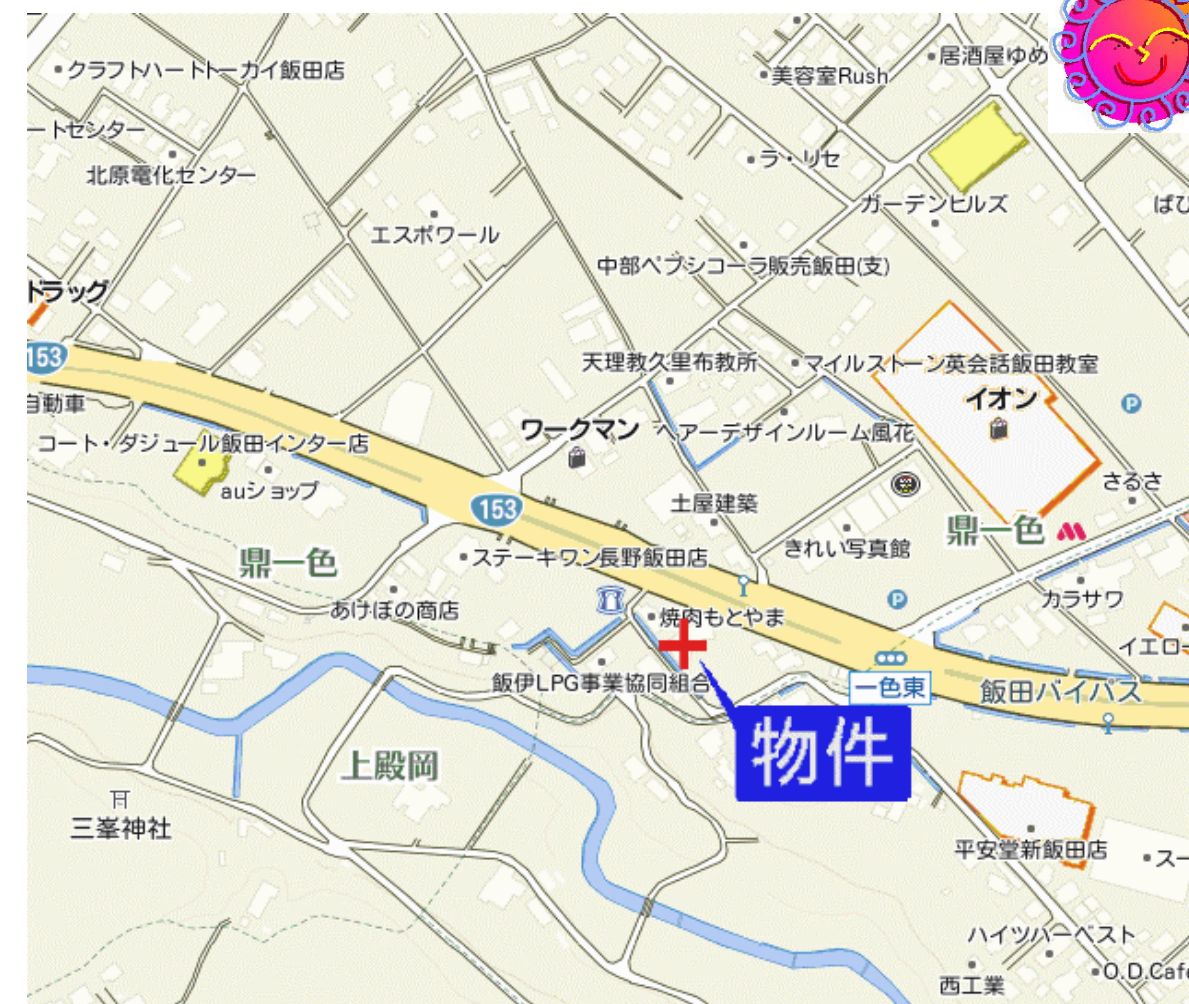 居酒屋ゆめ
クラフトハートトーカイ飯田店
美容室Rush
ートセンター
ラ・リセ
北原電化センター
ガーデンヒルズ
ばひ
エスポワール
中部ペプシコーラ販売飯田(支)
ドラッグ
153
天理教久里布教所
マイルストーン英会話飯田教室
自動車
イオン
P
ワークマン
ヘアーデザインルーム風花
コート・ダジュール飯田インター店
auショップ
さるさ
153
土屋建築
鼎一色
きれい写真館
鼎一色
ステーキワン長野飯田店
カラサワ
P
あけぼの商店
焼肉もとやま
イエロー
飯伊LPG事業協同組合
一色東
飯田バイパス
物件
上殿岡
三峯神社
平安堂新飯田店
スー
ハイツハーベスト
O.D.Cafe
西工業